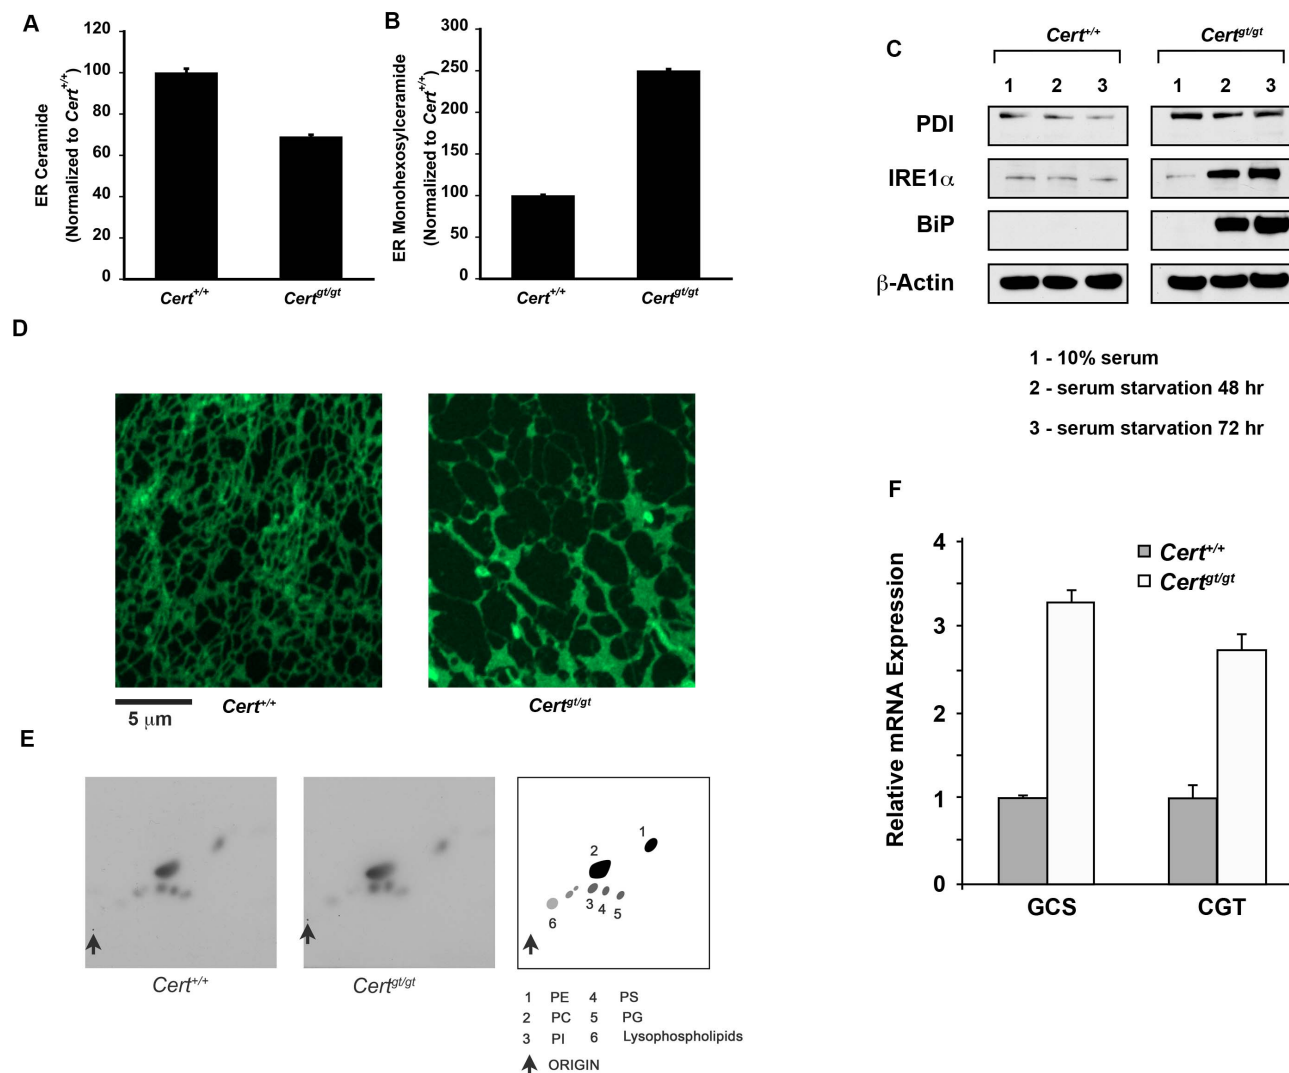 A
120
100
80
60
40
20
0
ER Ceramide
(Normalized to Cert+/+)
Cert+/+
Certgt/gt
B
300
250
200
150
100
50
0
ER Monohexosylceramide
(Normalized to Cert+/+)
Cert+/+
Certgt/gt
C
Cert+/+
Certgt/gt
1 2 3
1 2 3
PDI
IRE1α
BiP
β-Actin
1 - 10% serum
2 - serum starvation 48 hr
3 - serum starvation 72 hr
D
5 μm
Cert+/+
Certgt/gt
E
Cert+/+
Certgt/gt
1
2
3
4
5
6
1 PE 4 PS
2 PC 5 PG
3 PI 6 Lysophospholipids
ORIGIN
F
4
3
2
1
0
Relative mRNA Expression
Cert+/+
Certgt/gt
GCS
CGT